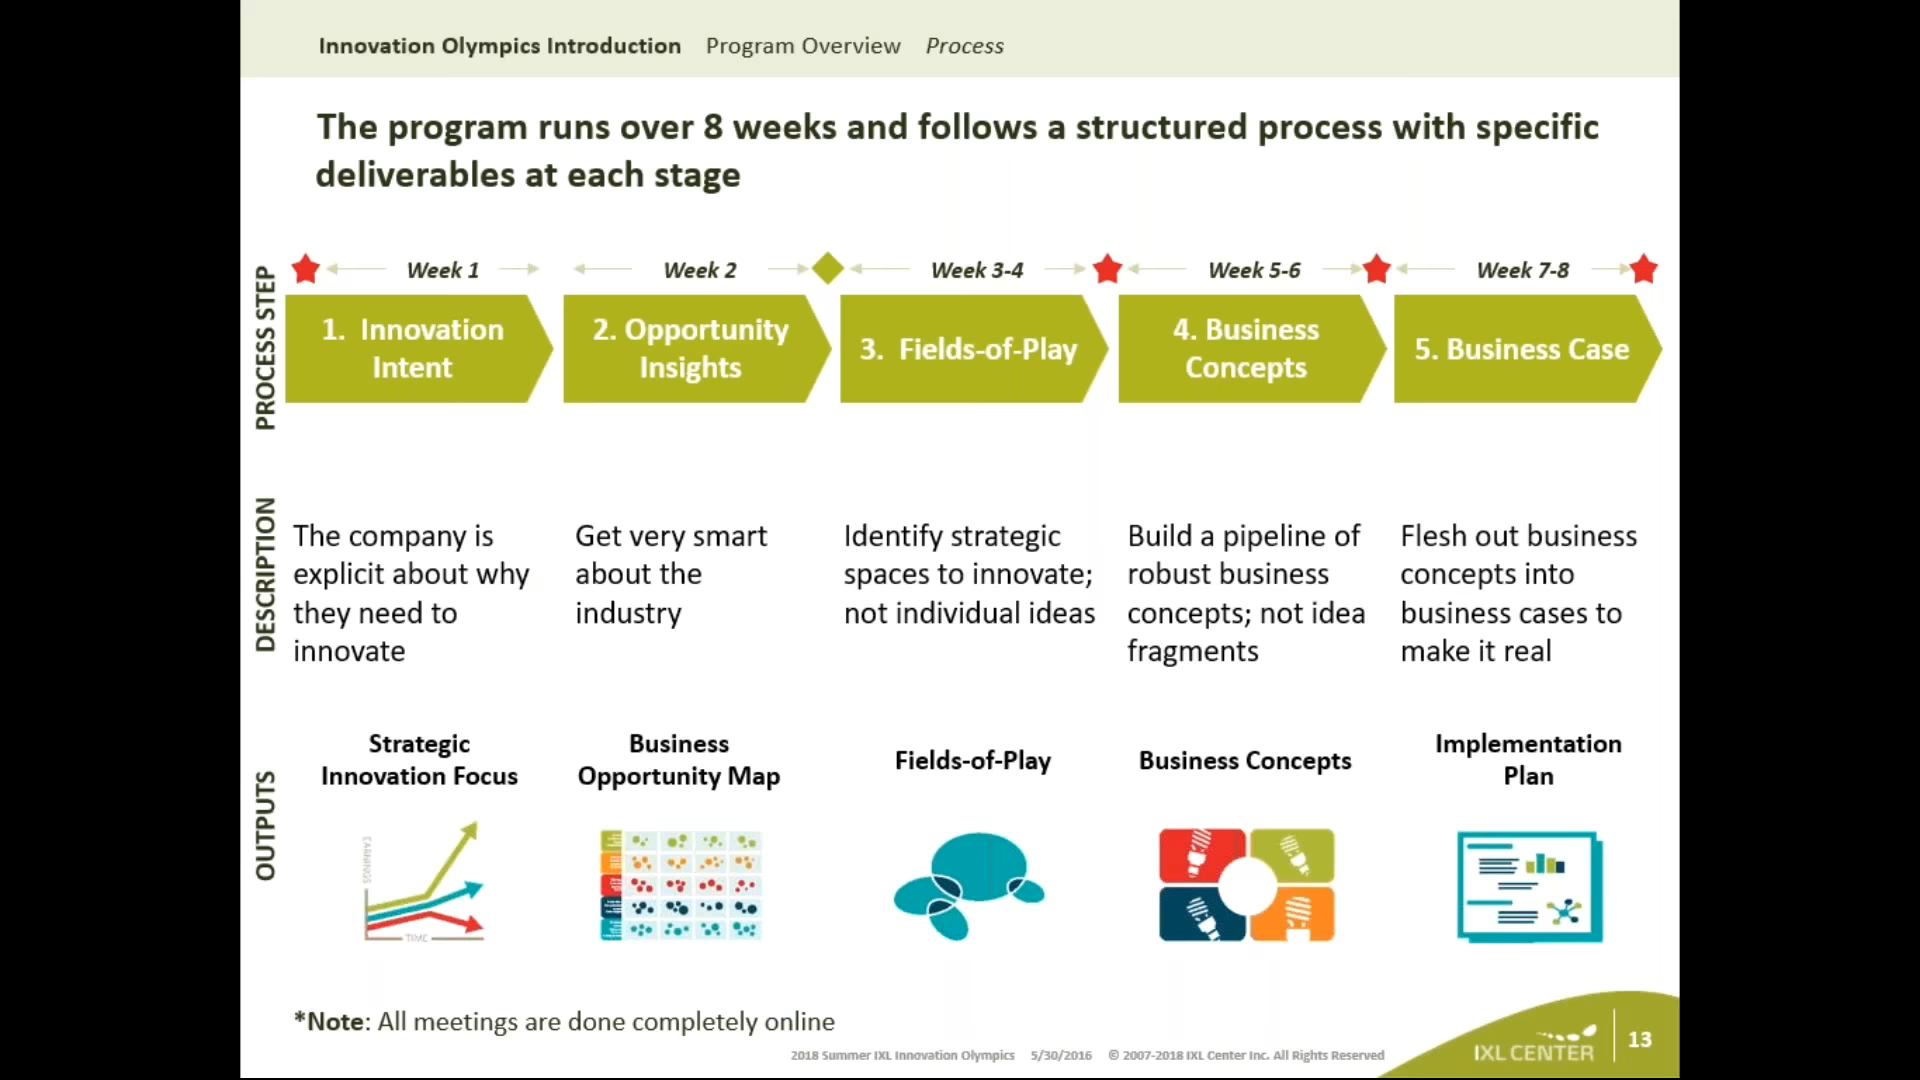 Innovation Olympics Introduction Program Overview Process
The program runs over 8 weeks and follows a structured process with specific
deliverables at each stage
PROCESS STEP
Week 1
Week 2
Week 3-4
Week 5-6
Week 7-8
1. Innovation
Intent
2. Opportunity
Insights
3. Fields-of-Play
4. Business
Concepts
5. Business Case
DESCRIPTION
The company is
explicit about why
they need to
innovate
Get very smart
about the
industry
Identify strategic
spaces to innovate;
not individual ideas
Build a pipeline of
robust business
concepts; not idea
fragments
Flesh out business
concepts into
business cases to
make it real
OUTPUTS
Strategic
Innovation Focus
Business
Opportunity Map
Fields-of-Play
Business Concepts
Implementation
Plan
EARNINGS
TIME
*Note: All meetings are done completely online
2018 Summer IXL Innovation Olympics 5/30/2016 © 2007-2018 IXL Center Inc. All Rights Reserved
IXL CENTER
13